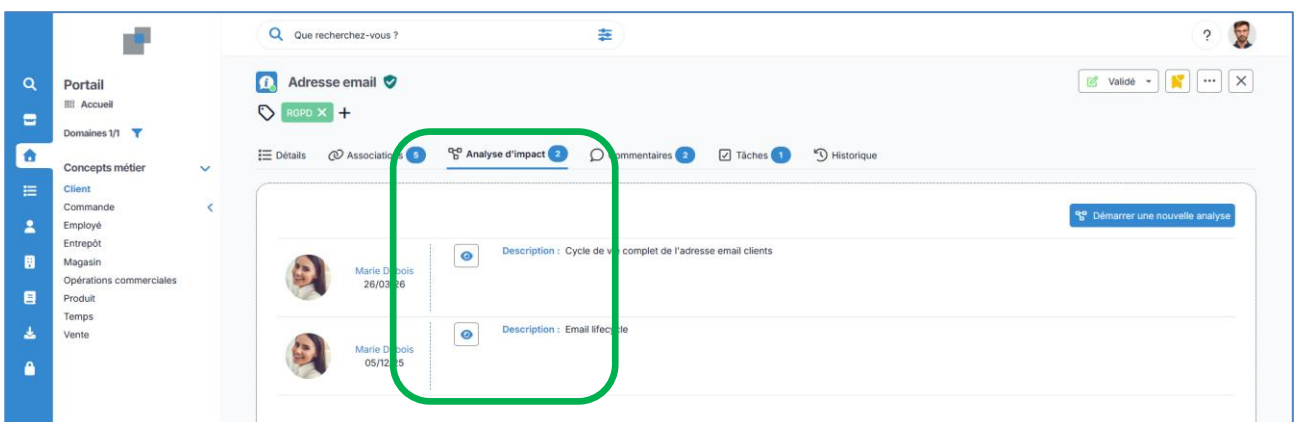 Que recherchez-vous ?
?
Portail
Accueil
Domaines 1/1
Concepts métier
Client
Commande
Employé
Entrepôt
Magasin
Opérations commerciales
Produit
Temps
Vente
Adresse email
Validé
RGPD
Détails
Associations 5
Analyse d'impact 2
Commentaires 2
Tâches 1
Historique
Démarrer une nouvelle analyse
Marie Dubois
26/03/26
Description : Cycle de vie complet de l'adresse email clients
Marie Dubois
05/12/25
Description : Email lifecycle